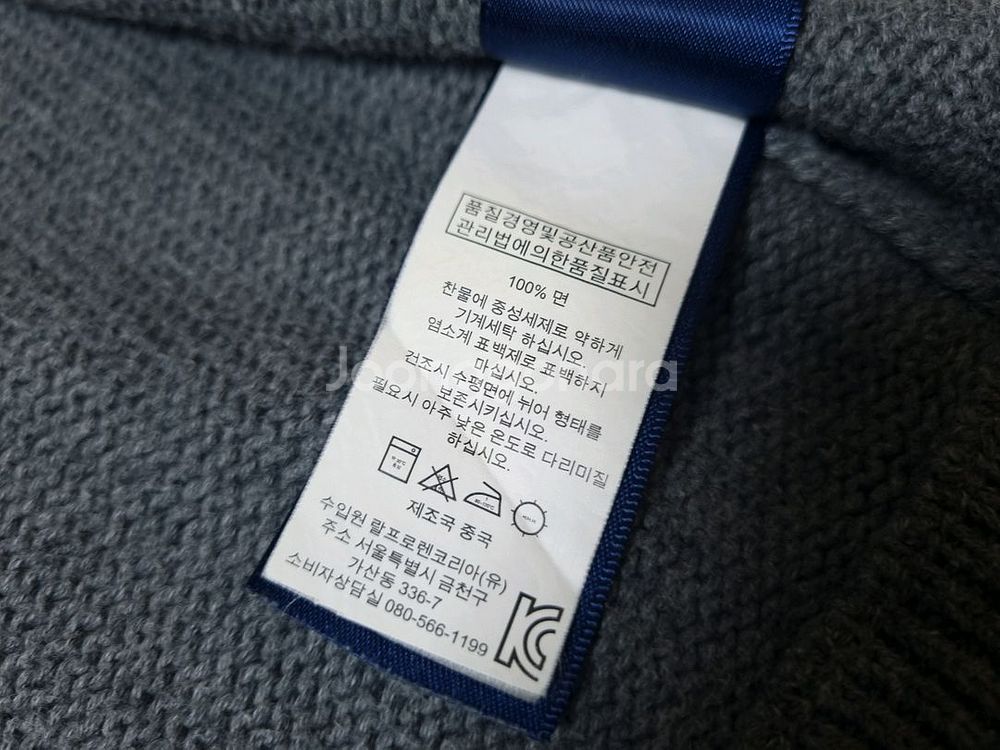 품질경영및공산품안전
관리법에의한품질표시
100% 면
찬물에 중성세제로 약하게
기계세탁 하십시오.
염소계 표백제로 표백하지
마십시오.
건조시 수평면에 뉘어 형태를
보존시키십시오.
필요시 아주 낮은 온도로 다리미질
하십시오.
제조국 중국
수입원 랄프로렌코리아(유)
주소 서울특별시 금천구
가산동 336-7
소비자상담실 080-566-1199
KC